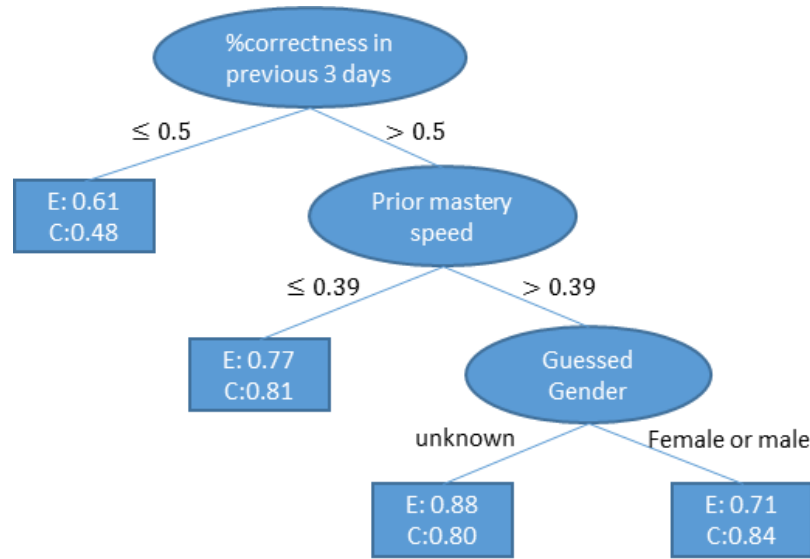 %correctness in
previous 3 days
≤ 0.5
> 0.5
E: 0.61
C:0.48
Prior mastery
speed
≤ 0.39
> 0.39
E: 0.77
C:0.81
Guessed
Gender
unknown
Female or male
E: 0.88
C:0.80
E: 0.71
C:0.84